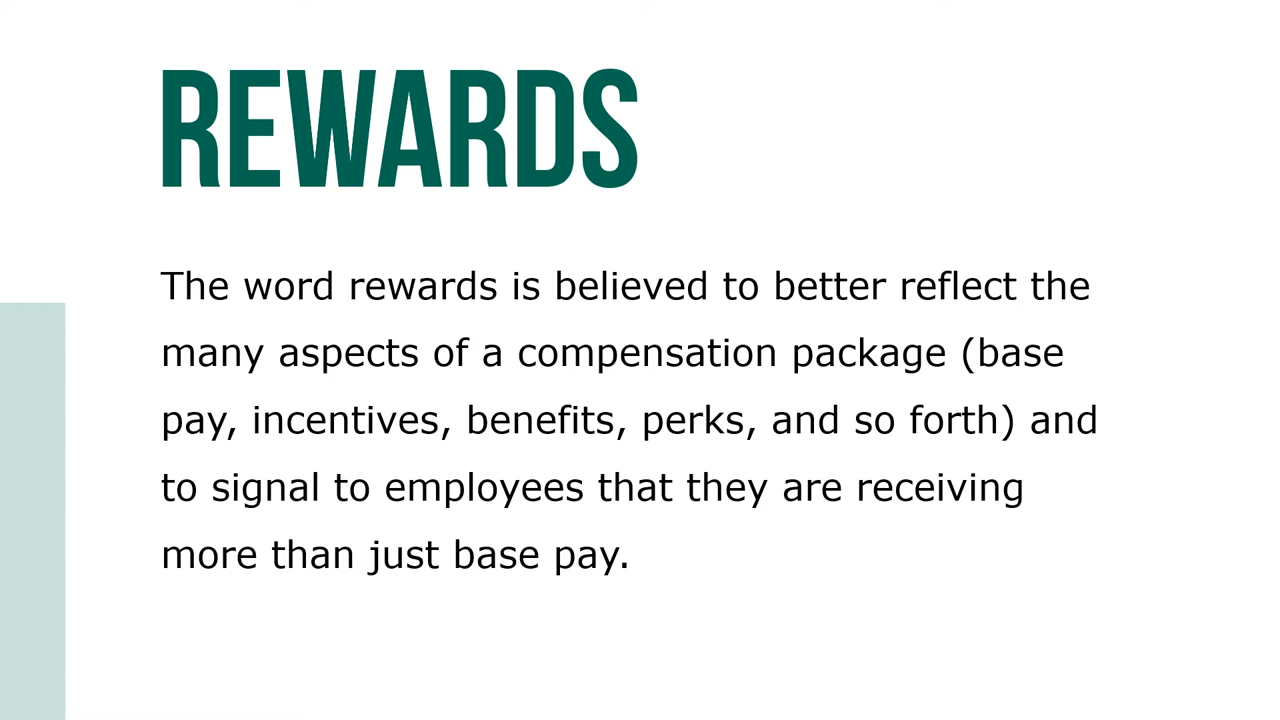 REWARDS
The word rewards is believed to better reflect the
many aspects of a compensation package (base
pay, incentives, benefits, perks, and so forth) and
to signal to employees that they are receiving
more than just base pay.